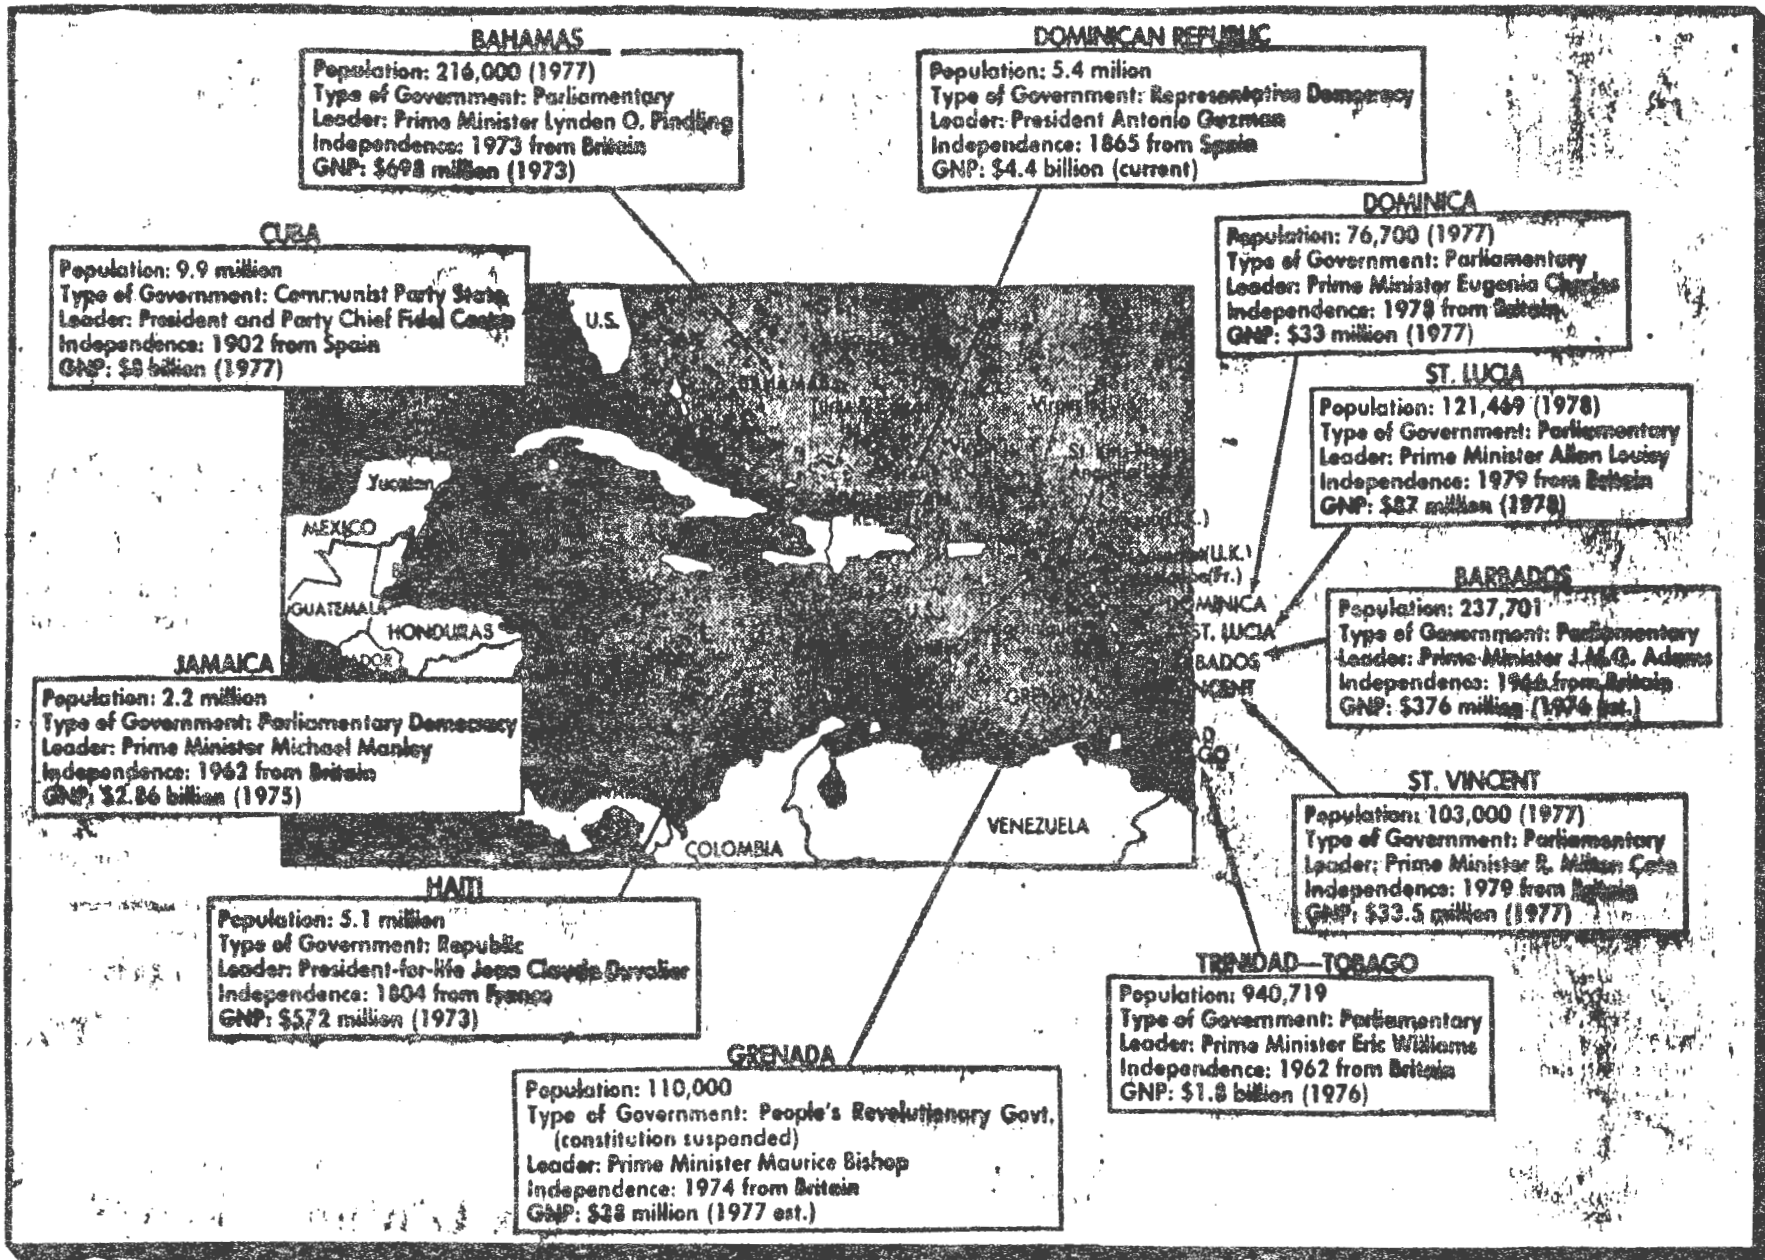 BAHAMAS
Population: 216,000 (1977)
Type of Government: Parliamentary
Leader: Prime Minister Lynden O. Pindling
Independence: 1973 from Britain
GNP: $698 million (1973)
DOMINICAN REPUBLIC
Population: 5.4 milion
Type of Government: Representative Democracy
Leader: President Antonio Guzman
Independence: 1865 from Spain
GNP: $4.4 billion (current)
DOMINICA
Population: 76,700 (1977)
Type of Government: Parliamentary
Leader: Prime Minister Eugenia Charles
Independence: 1978 from Britain
GNP: $33 million (1977)
CUBA
Population: 9.9 million
Type of Government: Communist Party State
Leader: President and Party Chief Fidel Castro
Independence: 1902 from Spain
GNP: $8 billion (1977)
ST. LUCIA
Population: 121,469 (1978)
Type of Government: Parliamentary
Leader: Prime Minister Allan Louisy
Independence: 1979 from Britain
GNP: $87 million (1978)
BARBADOS
Population: 237,701
Type of Government: Parliamentary
Leader: Prime Minister J.M.G. Adams
Independence: 1966 from Britain
GNP: $376 million (1976 est.)
U.S.
BAHAMAS
Yucatan
MEXICO
GUATEMALA
HONDURAS
(U.K.)
(Fr.)
DOMINICA
ST. LUCIA
BADOS
NCENT
COLOMBIA
VENEZUELA
JAMAICA
Population: 2.2 million
Type of Government: Parliamentary Democracy
Leader: Prime Minister Michael Manley
Independence: 1962 from Britain
GNP: $2.86 billion (1975)
ST. VINCENT
Population: 103,000 (1977)
Type of Government: Parliamentary
Leader: Prime Minister R. Milton Cato
Independence: 1979 from Britain
GNP: $33.5 million (1977)
HAITI
Population: 5.1 million
Type of Government: Republic
Leader: President-for-life Jean Claude Duvalier
Independence: 1804 from France
GNP: $572 million (1973)
TRINIDAD—TOBAGO
Population: 940,719
Type of Government: Parliamentary
Leader: Prime Minister Eric Williams
Independence: 1962 from Britain
GNP: $1.8 billion (1976)
GRENADA
Population: 110,000
Type of Government: People's Revolutionary Govt.
(constitution suspended)
Leader: Prime Minister Maurice Bishop
Independence: 1974 from Britain
GNP: $38 million (1977 est.)